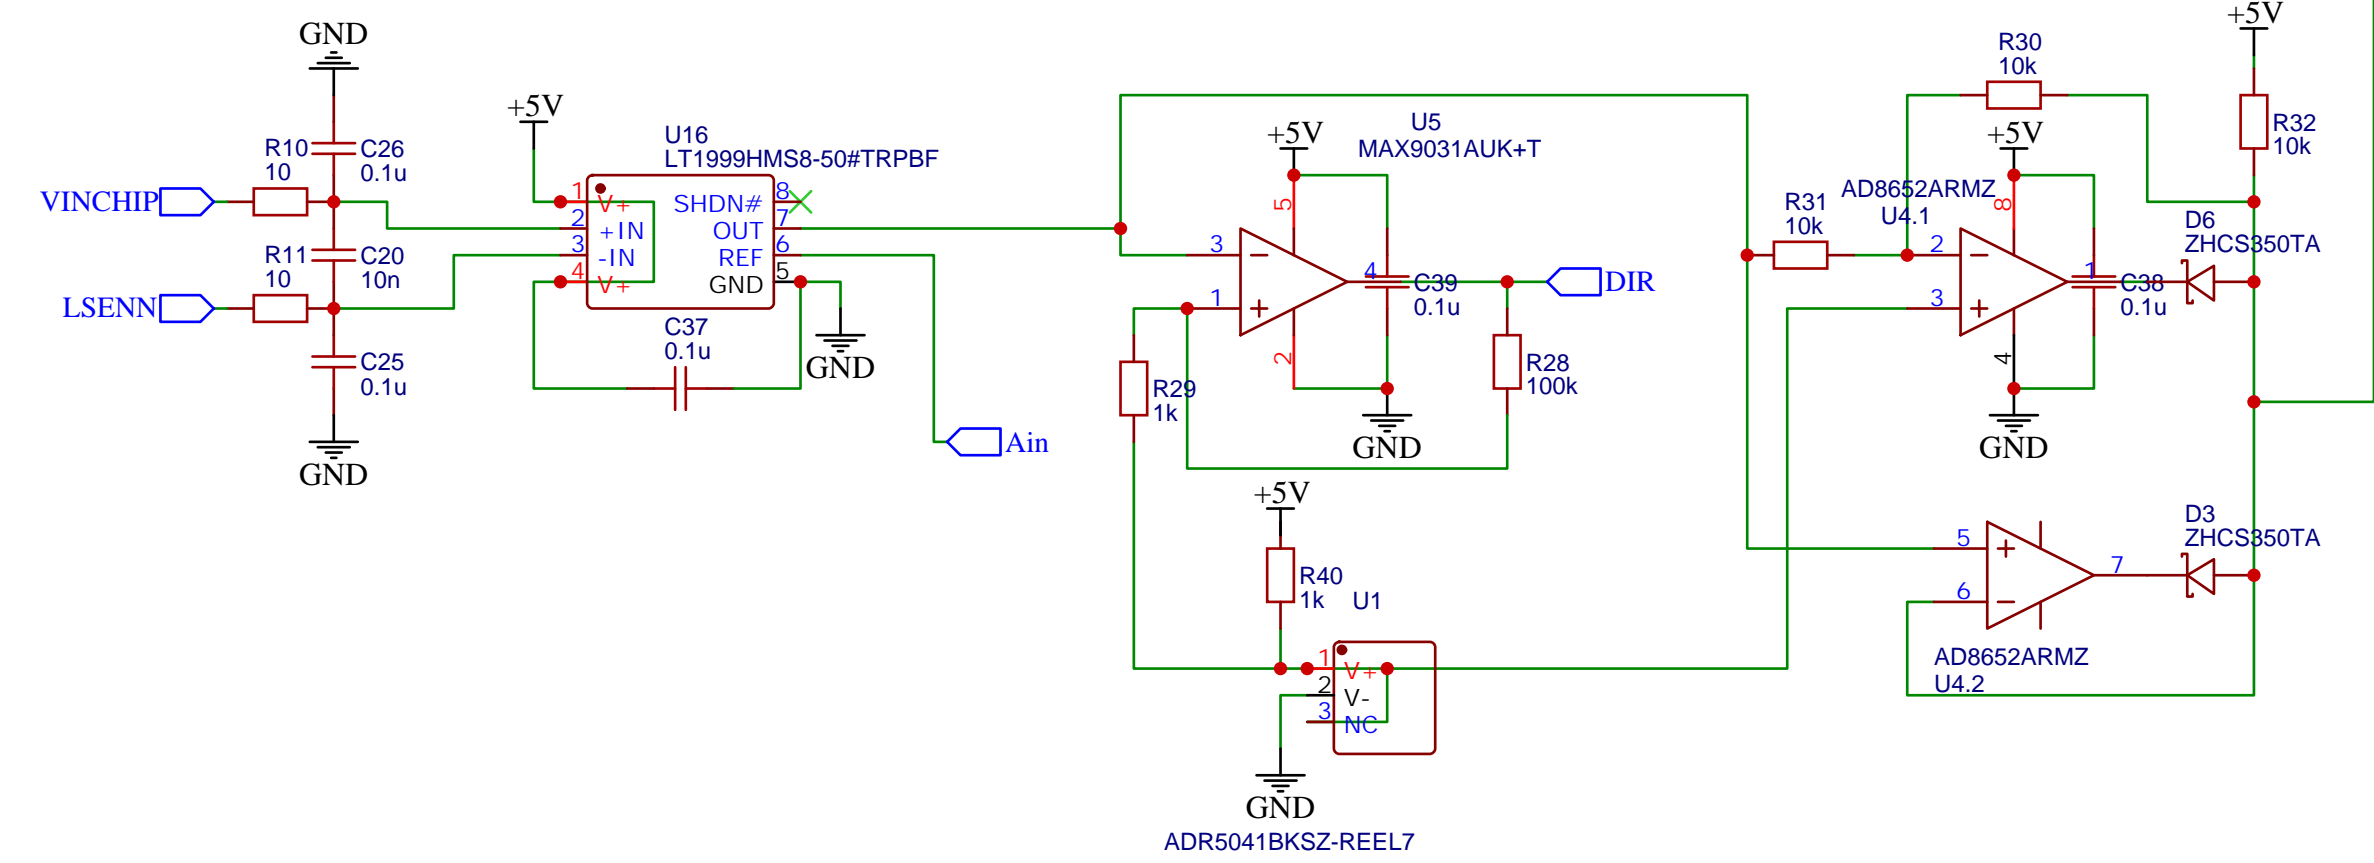 GND
+5V
R10
10
C26
0.1u
VINCHIP
R11
10
C20
10n
LSENN
C25
0.1u
GND
+5V
U16
LT1999HMS8-50#TRPBF
1
V+
2
+IN
3
-IN
4
V+
SHDN#
8
OUT
7
REF
6
GND
5
C37
0.1u
GND
Ain
+5V
U5
MAX9031AUK+T
5
3
1
4
2
C39
0.1u
DIR
R29
1k
R28
100k
GND
+5V
R40
1k
U1
1
V+
2
V-
3
NC
GND
ADR5041BKSZ-REEL7
R30
10k
+5V
R31
10k
AD8652ARMZ
U4.1
8
2
3
1
4
C38
0.1u
GND
R32
10k
D6
ZHCS350TA
D3
ZHCS350TA
5
6
7
AD8652ARMZ
U4.2